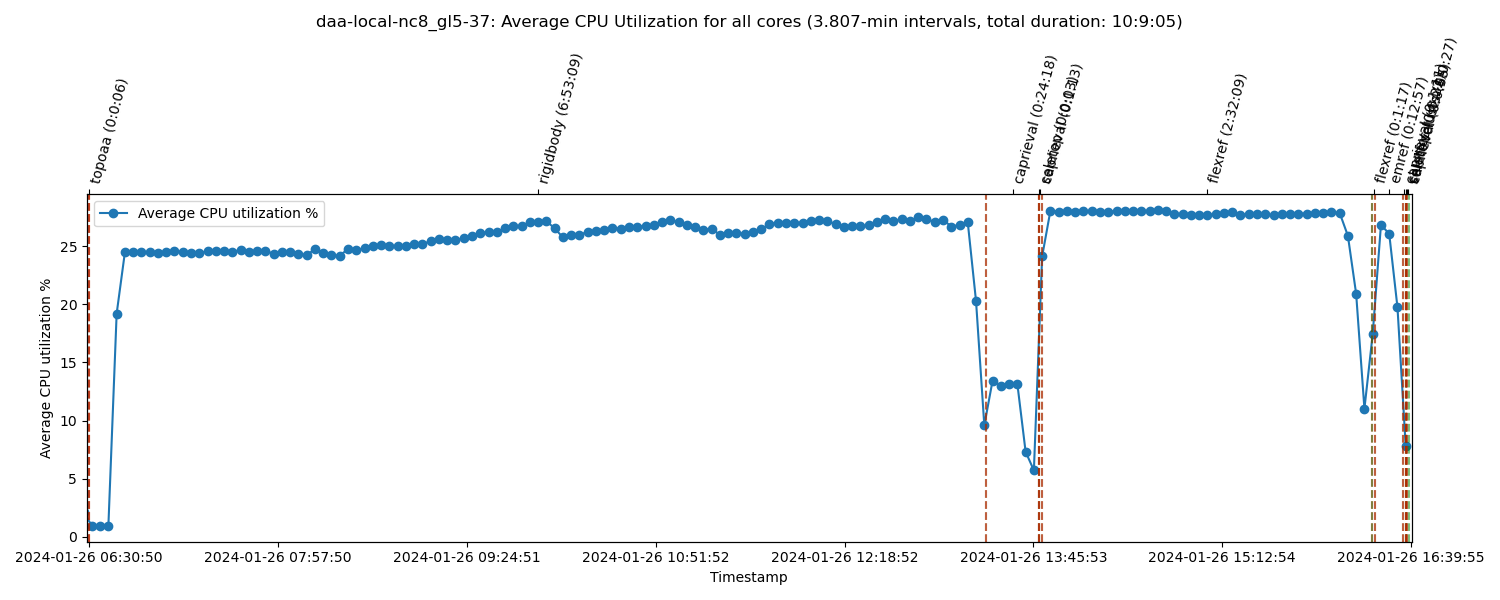 daa-local-nc8_gl5-37: Average CPU Utilization for all cores (3.807-min intervals, total duration: 10:9:05)
topoaa (0:0:06)
rigidbody (6:53:09)
caprieval (0:24:18)
flexref (2:32:09)
flexref (0:1:17)
emref (0:12:57)
Average CPU utilization %
Average CPU utilization %
25
20
15
10
5
0
2024-01-26 06:30:50
2024-01-26 07:57:50
2024-01-26 09:24:51
2024-01-26 10:51:52
2024-01-26 12:18:52
2024-01-26 13:45:53
2024-01-26 15:12:54
2024-01-26 16:39:55
Timestamp